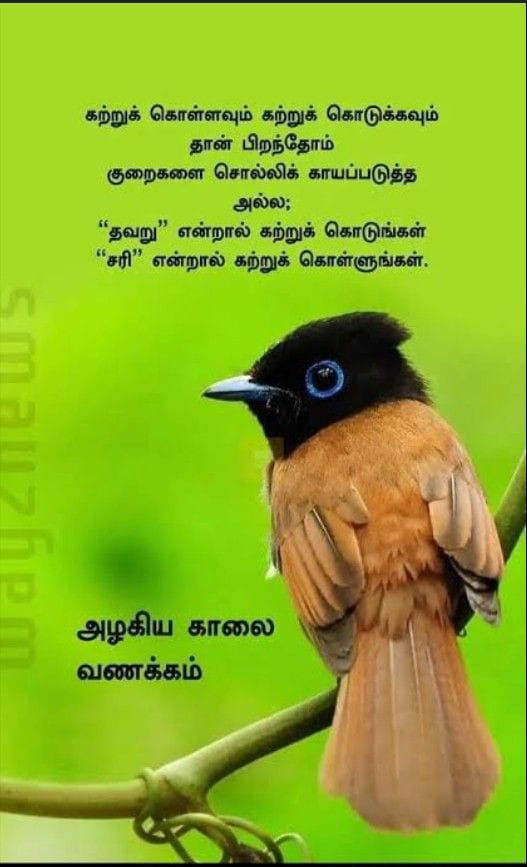 கற்றுக் கொள்ளவும் கற்றுக் கொடுக்கவும்
தான் பிறந்தோம்
குறைகளை சொல்லிக் காயப்படுத்த
அல்ல;
“தவறு” என்றால் கற்றுக் கொடுங்கள்
“சரி” என்றால் கற்றுக் கொள்ளுங்கள்.
way2news
அழகிய காலை
வணக்கம்